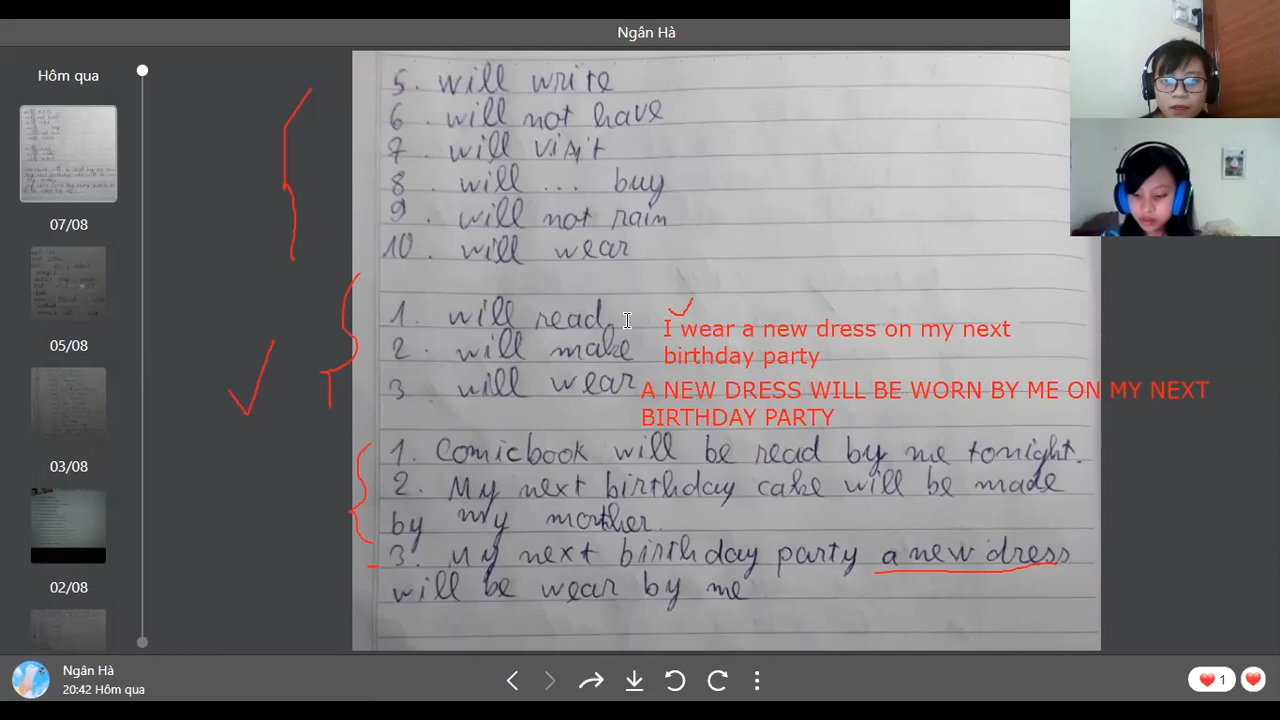 Ngân Hà
Hôm qua
07/08
05/08
03/08
02/08
5. will write
6. will not have
7. will visit
8. will ... buy
9. will not rain
10. will wear
1. will read
2. will make
3. will wear
I wear a new dress on my next
birthday party
A NEW DRESS WILL BE WORN BY ME ON MY NEXT
BIRTHDAY PARTY
1. Comicbook will be read by me tonight.
2. My next birthday cake will be made
by my morther.
3. My next birthday party a new dress
will be wear by me
Ngân Hà
20:42 Hôm qua
1